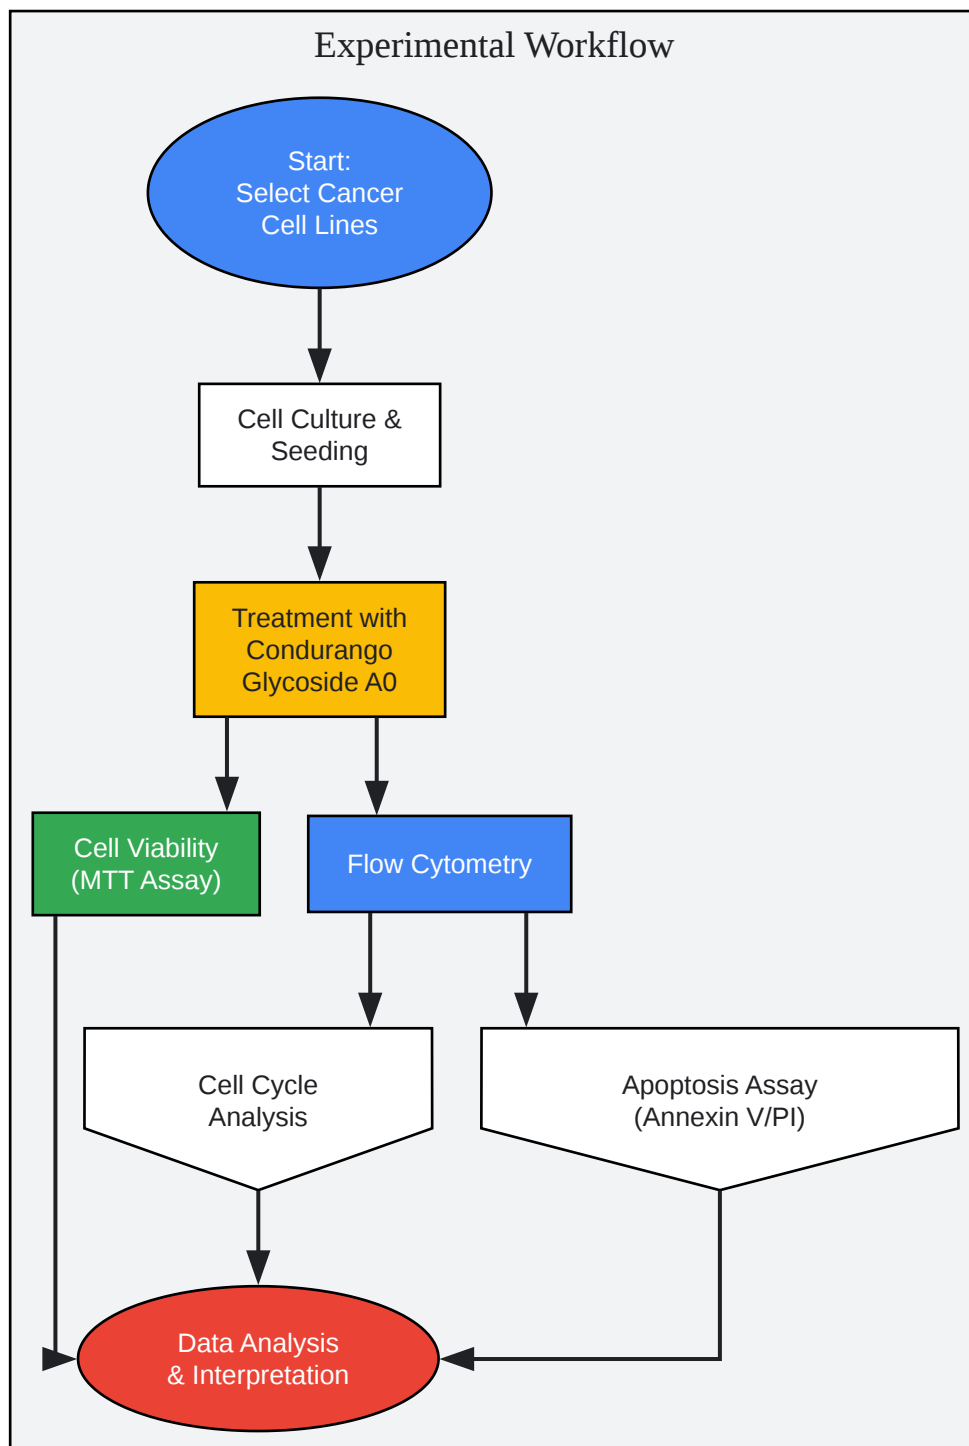 Experimental Workflow
Start:
Select Cancer
Cell Lines
Cell Culture &
Seeding
Treatment with
Condurango
Glycoside A0
Cell Viability
(MTT Assay)
Flow Cytometry
Cell Cycle
Analysis
Apoptosis Assay
(Annexin V/PI)
Data Analysis
& Interpretation